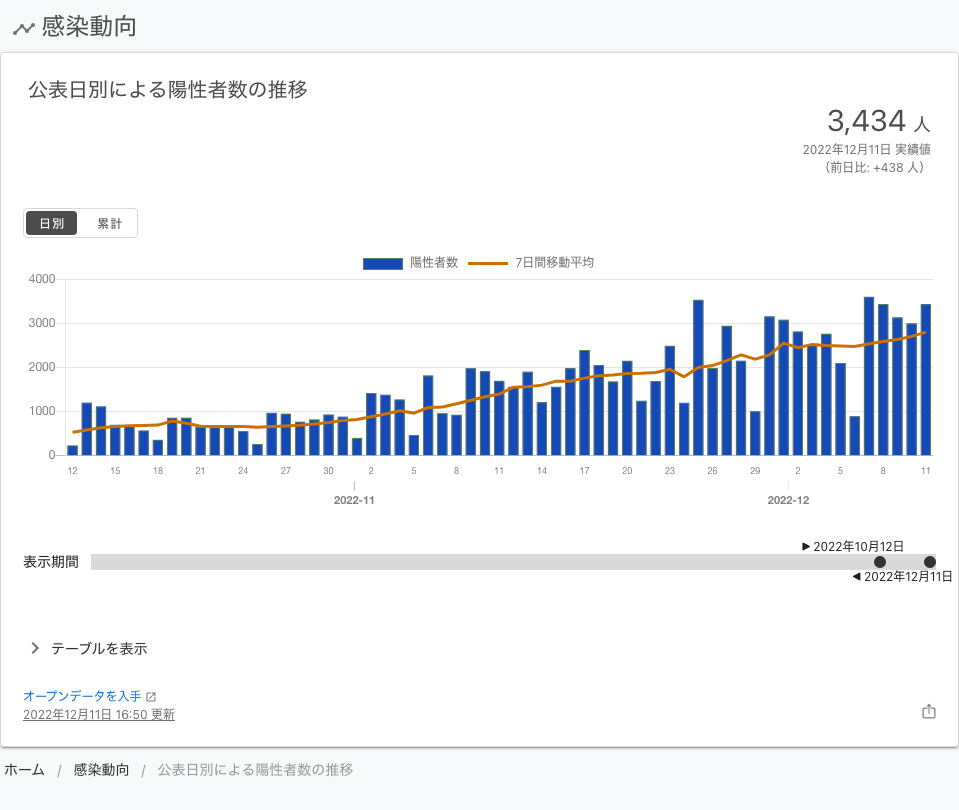 感染動向
公表日別による陽性者数の推移
3,434 人
2022年12月11日 実績値
（前日比: +438 人）
日別 累計
陽性者数 7日間移動平均
4000
3000
2000
1000
0
12 15 18 21 24 27 30 2 5 8 11 14 17 20 23 26 29 2 5 8 11
2022-11 2022-12
▶ 2022年10月12日
表示期間
◀ 2022年12月11日
テーブルを表示
オープンデータを入手
2022年12月11日 16:50 更新
ホーム / 感染動向 / 公表日別による陽性者数の推移